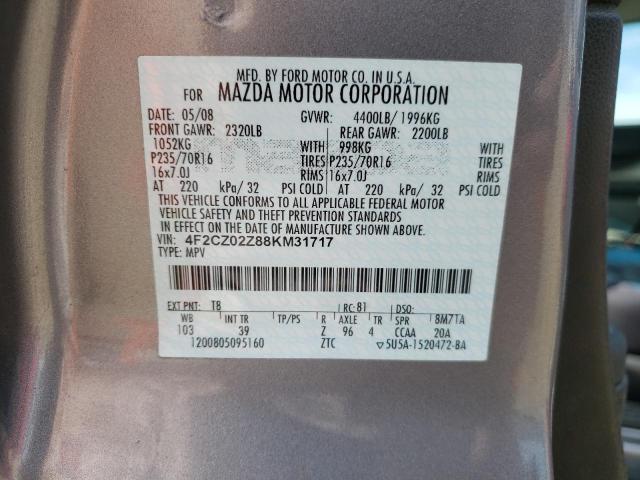 MFD. BY FORD MOTOR CO. IN U.S.A.
FOR MAZDA MOTOR CORPORATION
DATE: 05/08 GVWR: 4400LB/ 1996KG
FRONT GAWR: 2320LB REAR GAWR: 2200LB
1052KG WITH 998KG WITH
P235/70R16 TIRES P235/70R16 TIRES
16x7.0J RIMS 16x7.0J RIMS
AT 220 kPa/ 32 PSI COLD AT 220 kPa/ 32 PSI COLD
THIS VEHICLE CONFORMS TO ALL APPLICABLE FEDERAL MOTOR
VEHICLE SAFETY AND THEFT PREVENTION STANDARDS
IN EFFECT ON THE DATE OF MANUFACTURE SHOWN ABOVE.
VIN: 4F2CZ02Z88KM31717
TYPE: MPV
EXT PNT: T8 RC: 81 DSO:
WB INT TR TP/PS R AXLE TR SPR 8M7TA
103 39 Z 96 4 CCAA 20A
1200805095160 ZTC ▽5U5A-1520472-BA